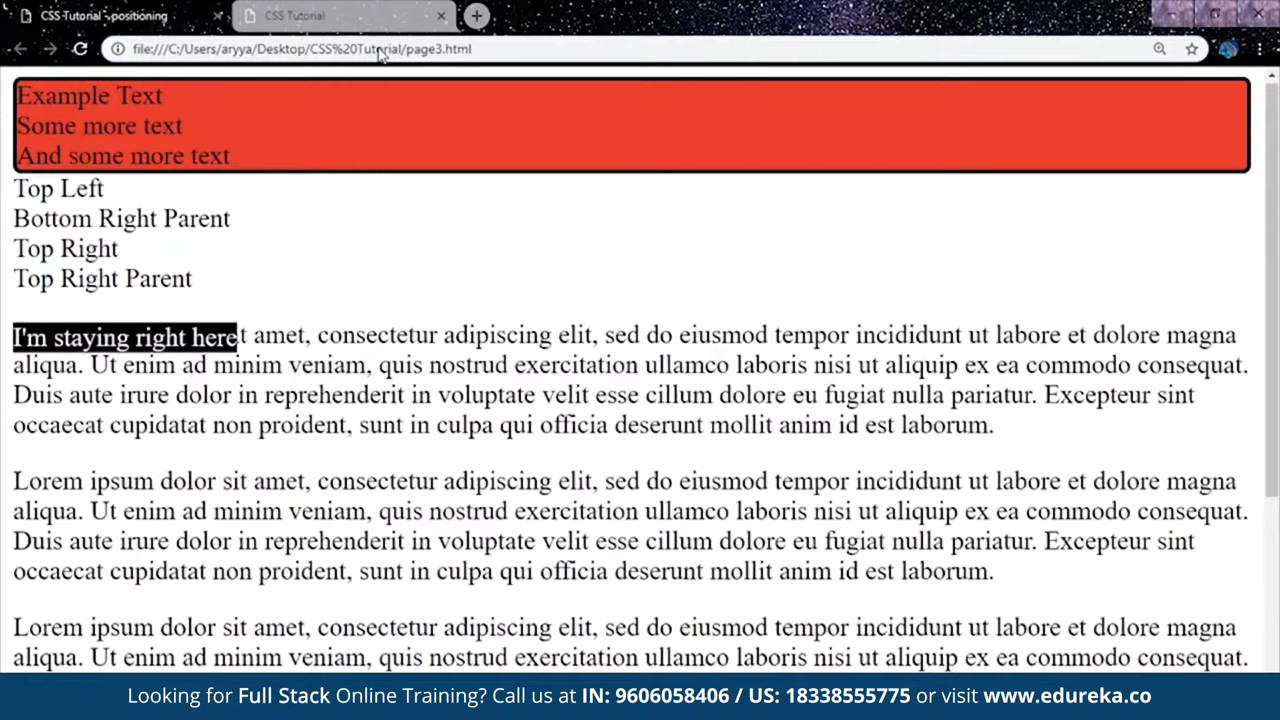 CSS Tutorial - positioning
CSS Tutorial
file:///C:/Users/aryya/Desktop/CSS%20Tutorial/page3.html
Example Text
Some more text
And some more text
Top Left
Bottom Right Parent
Top Right
Top Right Parent
I'm staying right heret amet, consectetur adipiscing elit, sed do eiusmod tempor incididunt ut labore et dolore magna
aliqua. Ut enim ad minim veniam, quis nostrud exercitation ullamco laboris nisi ut aliquip ex ea commodo consequat.
Duis aute irure dolor in reprehenderit in voluptate velit esse cillum dolore eu fugiat nulla pariatur. Excepteur sint
occaecat cupidatat non proident, sunt in culpa qui officia deserunt mollit anim id est laborum.
Lorem ipsum dolor sit amet, consectetur adipiscing elit, sed do eiusmod tempor incididunt ut labore et dolore magna
aliqua. Ut enim ad minim veniam, quis nostrud exercitation ullamco laboris nisi ut aliquip ex ea commodo consequat.
Duis aute irure dolor in reprehenderit in voluptate velit esse cillum dolore eu fugiat nulla pariatur. Excepteur sint
occaecat cupidatat non proident, sunt in culpa qui officia deserunt mollit anim id est laborum.
Lorem ipsum dolor sit amet, consectetur adipiscing elit, sed do eiusmod tempor incididunt ut labore et dolore magna
aliqua. Ut enim ad minim veniam, quis nostrud exercitation ullamco laboris nisi ut aliquip ex ea commodo consequat.
Looking for Full Stack Online Training? Call us at IN: 9606058406 / US: 18338555775 or visit www.edureka.co